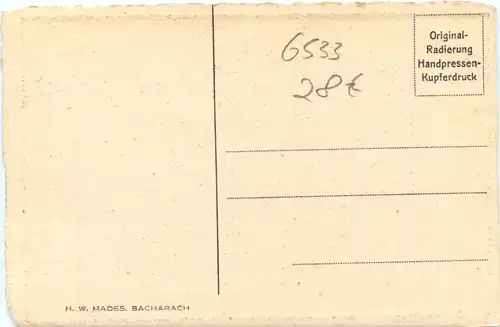 6533
28€
Original-
Radierung
Handpressen-
Kupferdruck
H. W. MADES, BACHARACH